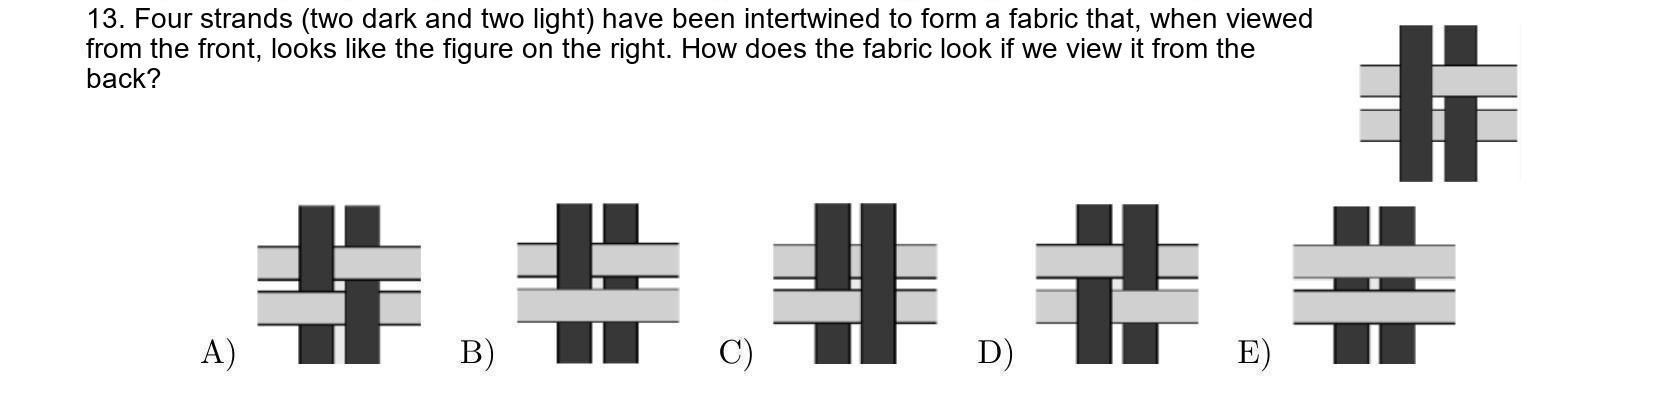 13. Four strands (two dark and two light) have been intertwined to form a fabric that, when viewed
from the front, looks like the figure on the right. How does the fabric look if we view it from the
back?
A) B) C) D) E)